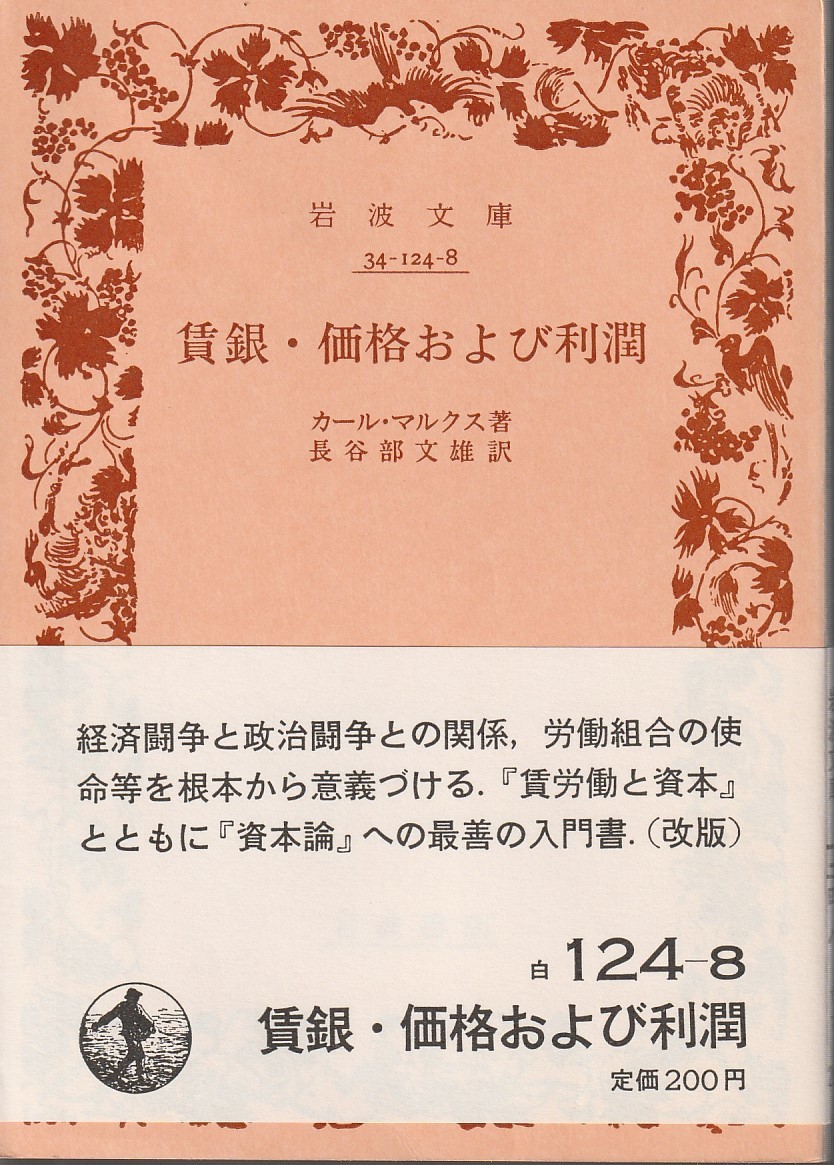 岩波文庫
34-124-8
賃銀・価格および利潤
カール・マルクス著
長谷部文雄訳
経済闘争と政治闘争との関係，労働組合の使
命等を根本から意義づける．『賃労働と資本』
とともに『資本論』への最善の入門書．（改版）
白 124-8
賃銀・価格および利潤
定価200円